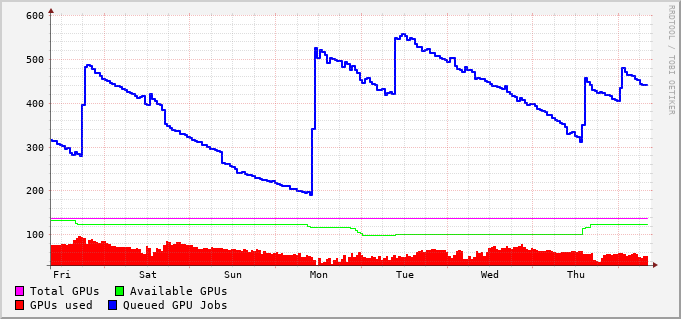 600
500
400
300
200
100
Fri Sat Sun Mon Tue Wed Thu
Total GPUs Available GPUs
GPUs used Queued GPU Jobs
RRDTOOL / TOBI OETIKER